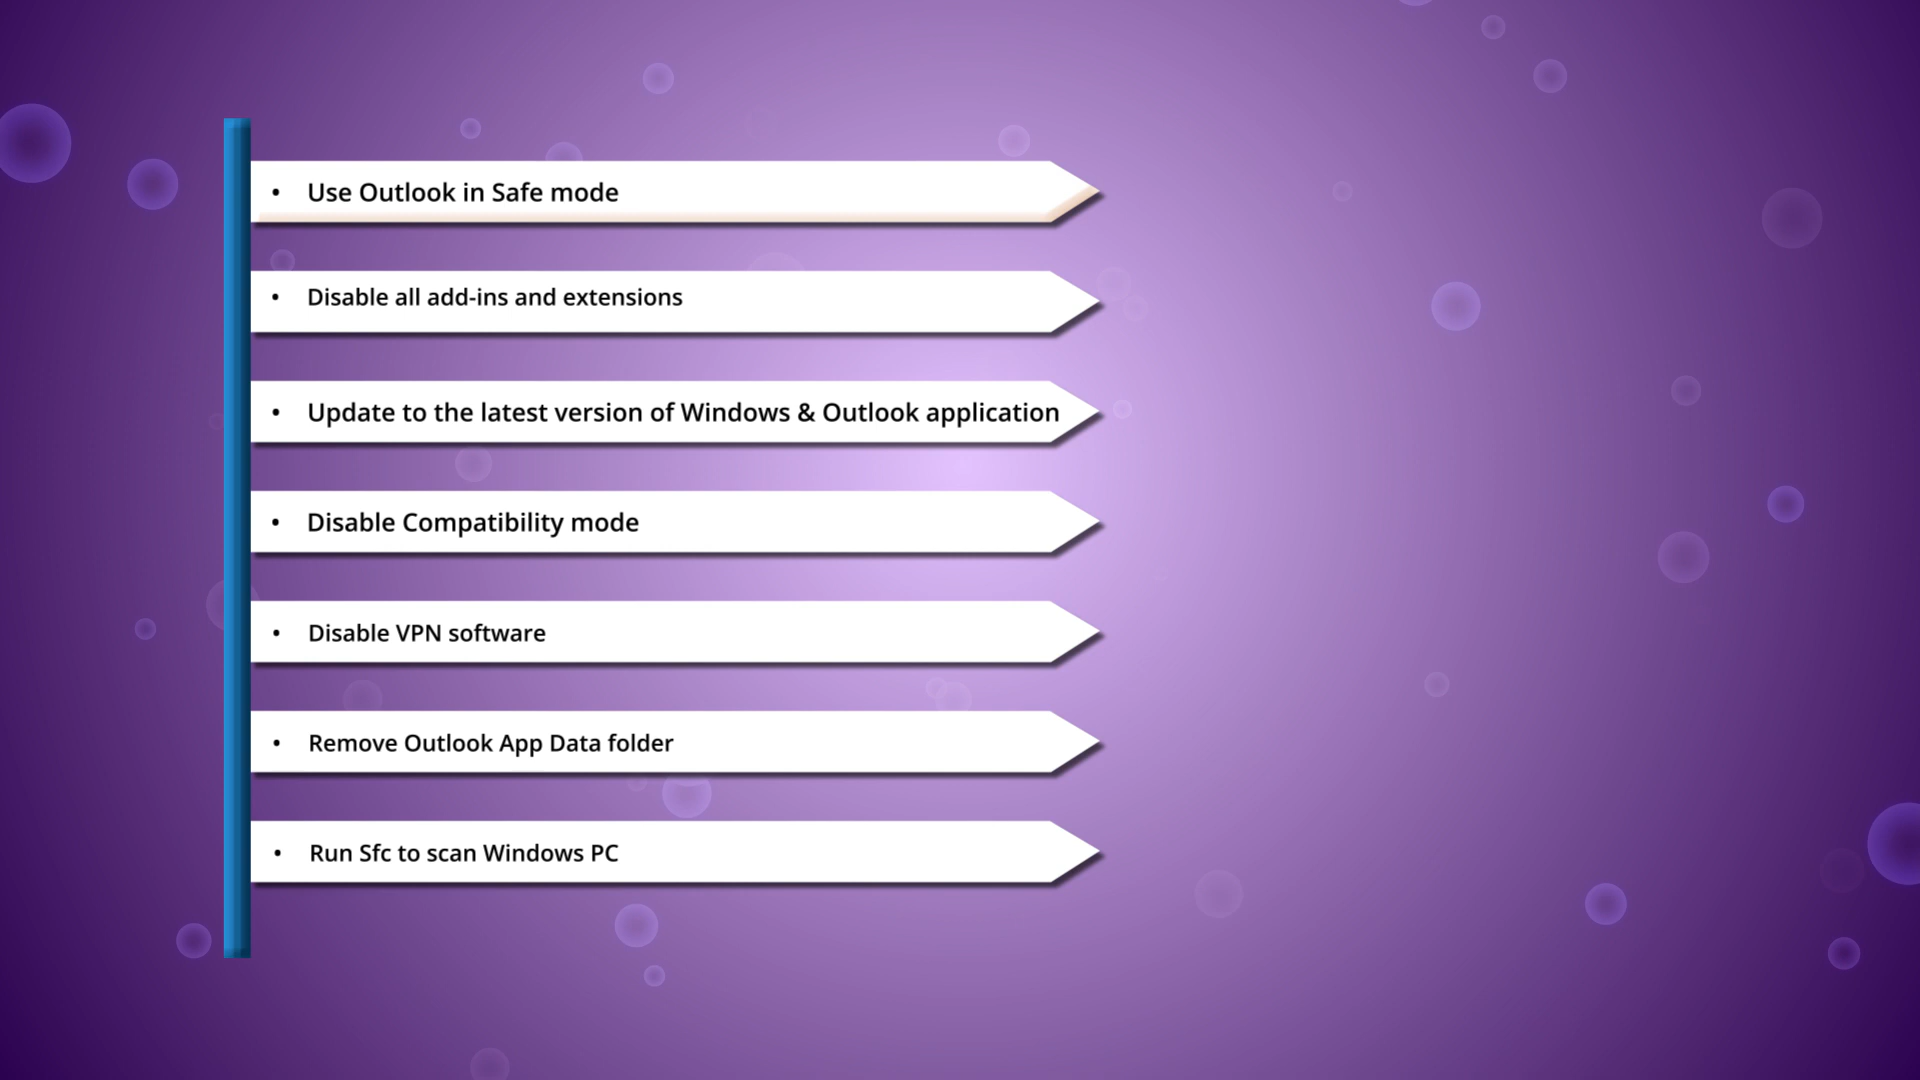 • Use Outlook in Safe mode
• Disable all add-ins and extensions
• Update to the latest version of Windows & Outlook application
• Disable Compatibility mode
• Disable VPN software
• Remove Outlook App Data folder
• Run Sfc to scan Windows PC